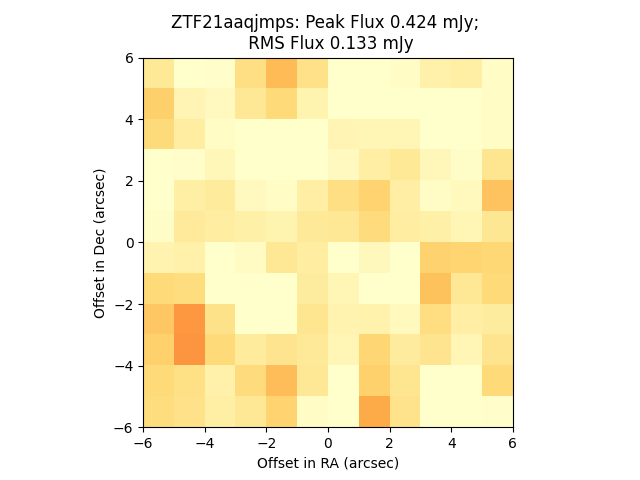 ZTF21aaqjmps: Peak Flux 0.424 mJy;
RMS Flux 0.133 mJy
6
4
2
0
−2
−4
−6
Offset in Dec (arcsec)
−6 −4 −2 0 2 4 6
Offset in RA (arcsec)